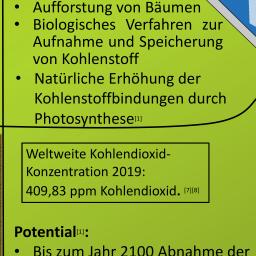 • Aufforstung von Bäumen
• Biologisches Verfahren zur
Aufnahme und Speicherung
von Kohlenstoff
• Natürliche Erhöhung der
Kohlenstoffbindungen durch
Photosynthese[1]
Weltweite Kohlendioxid-
Konzentration 2019:
409,83 ppm Kohlendioxid. [7][8]
Potential[1]:
• Bis zum Jahr 2100 Abnahme der